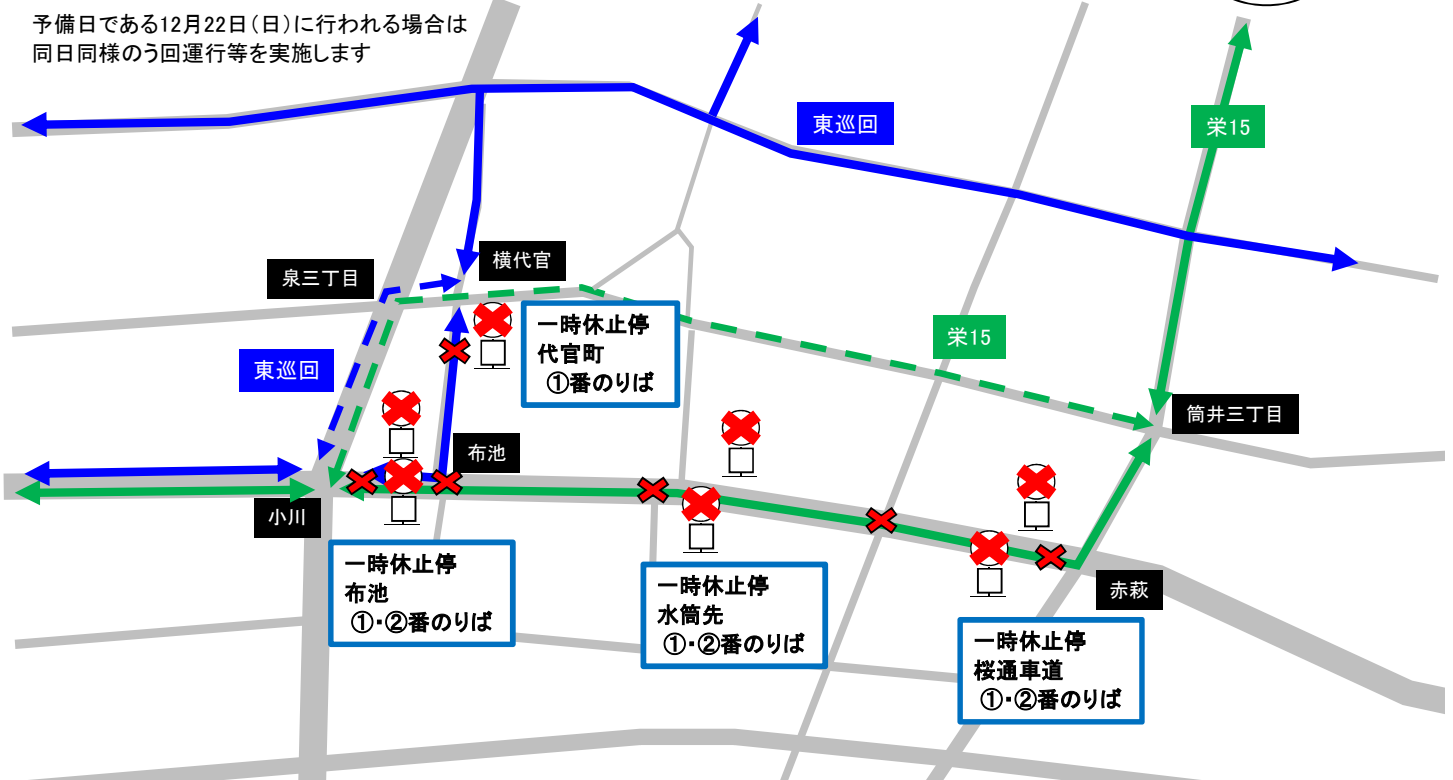 予備日である12月22日(日)に行われる場合は
同日同様のう回運行等を実施します
東巡回
栄15
横代官
泉三丁目
一時休止停
代官町
①番のりば
栄15
東巡回
筒井三丁目
布池
小川
一時休止停
布池
①・②番のりば
一時休止停
水筒先
①・②番のりば
赤萩
一時休止停
桜通車道
①・②番のりば